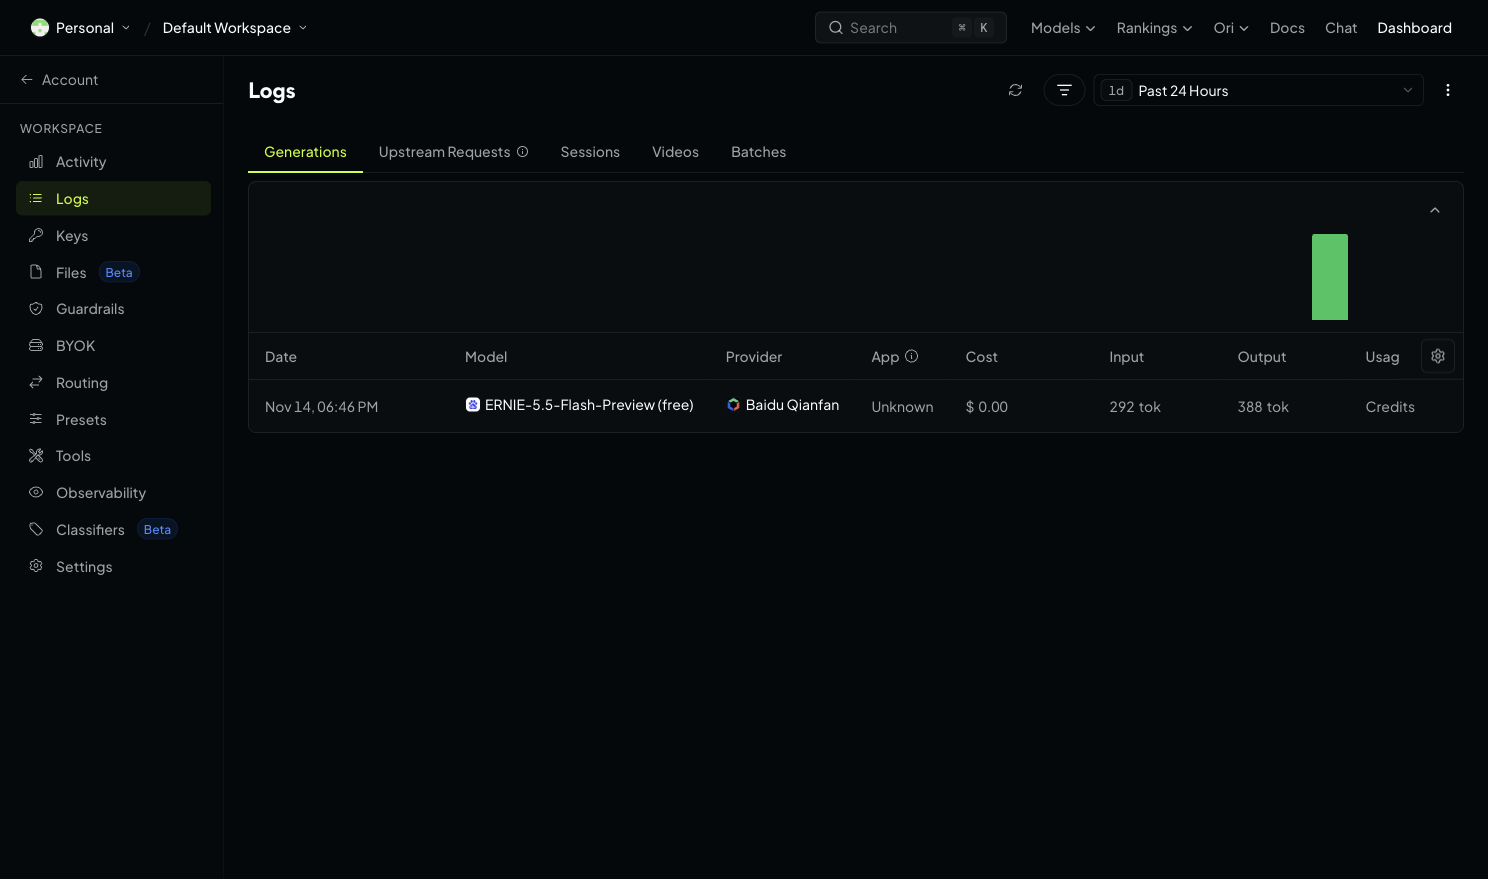 Personal / Default Workspace Search ⌘ K Models Rankings Ori Docs Chat Dashboard
Account
WORKSPACE
Activity
Logs
Keys
Files Beta
Guardrails
BYOK
Routing
Presets
Tools
Observability
Classifiers Beta
Settings
Logs
1d Past 24 Hours
Generations Upstream Requests Sessions Videos Batches
Date Model Provider App Cost Input Output Usag
Nov 14, 06:46 PM ERNIE-5.5-Flash-Preview (free) Baidu Qianfan Unknown $ 0.00 292 tok 388 tok Credits